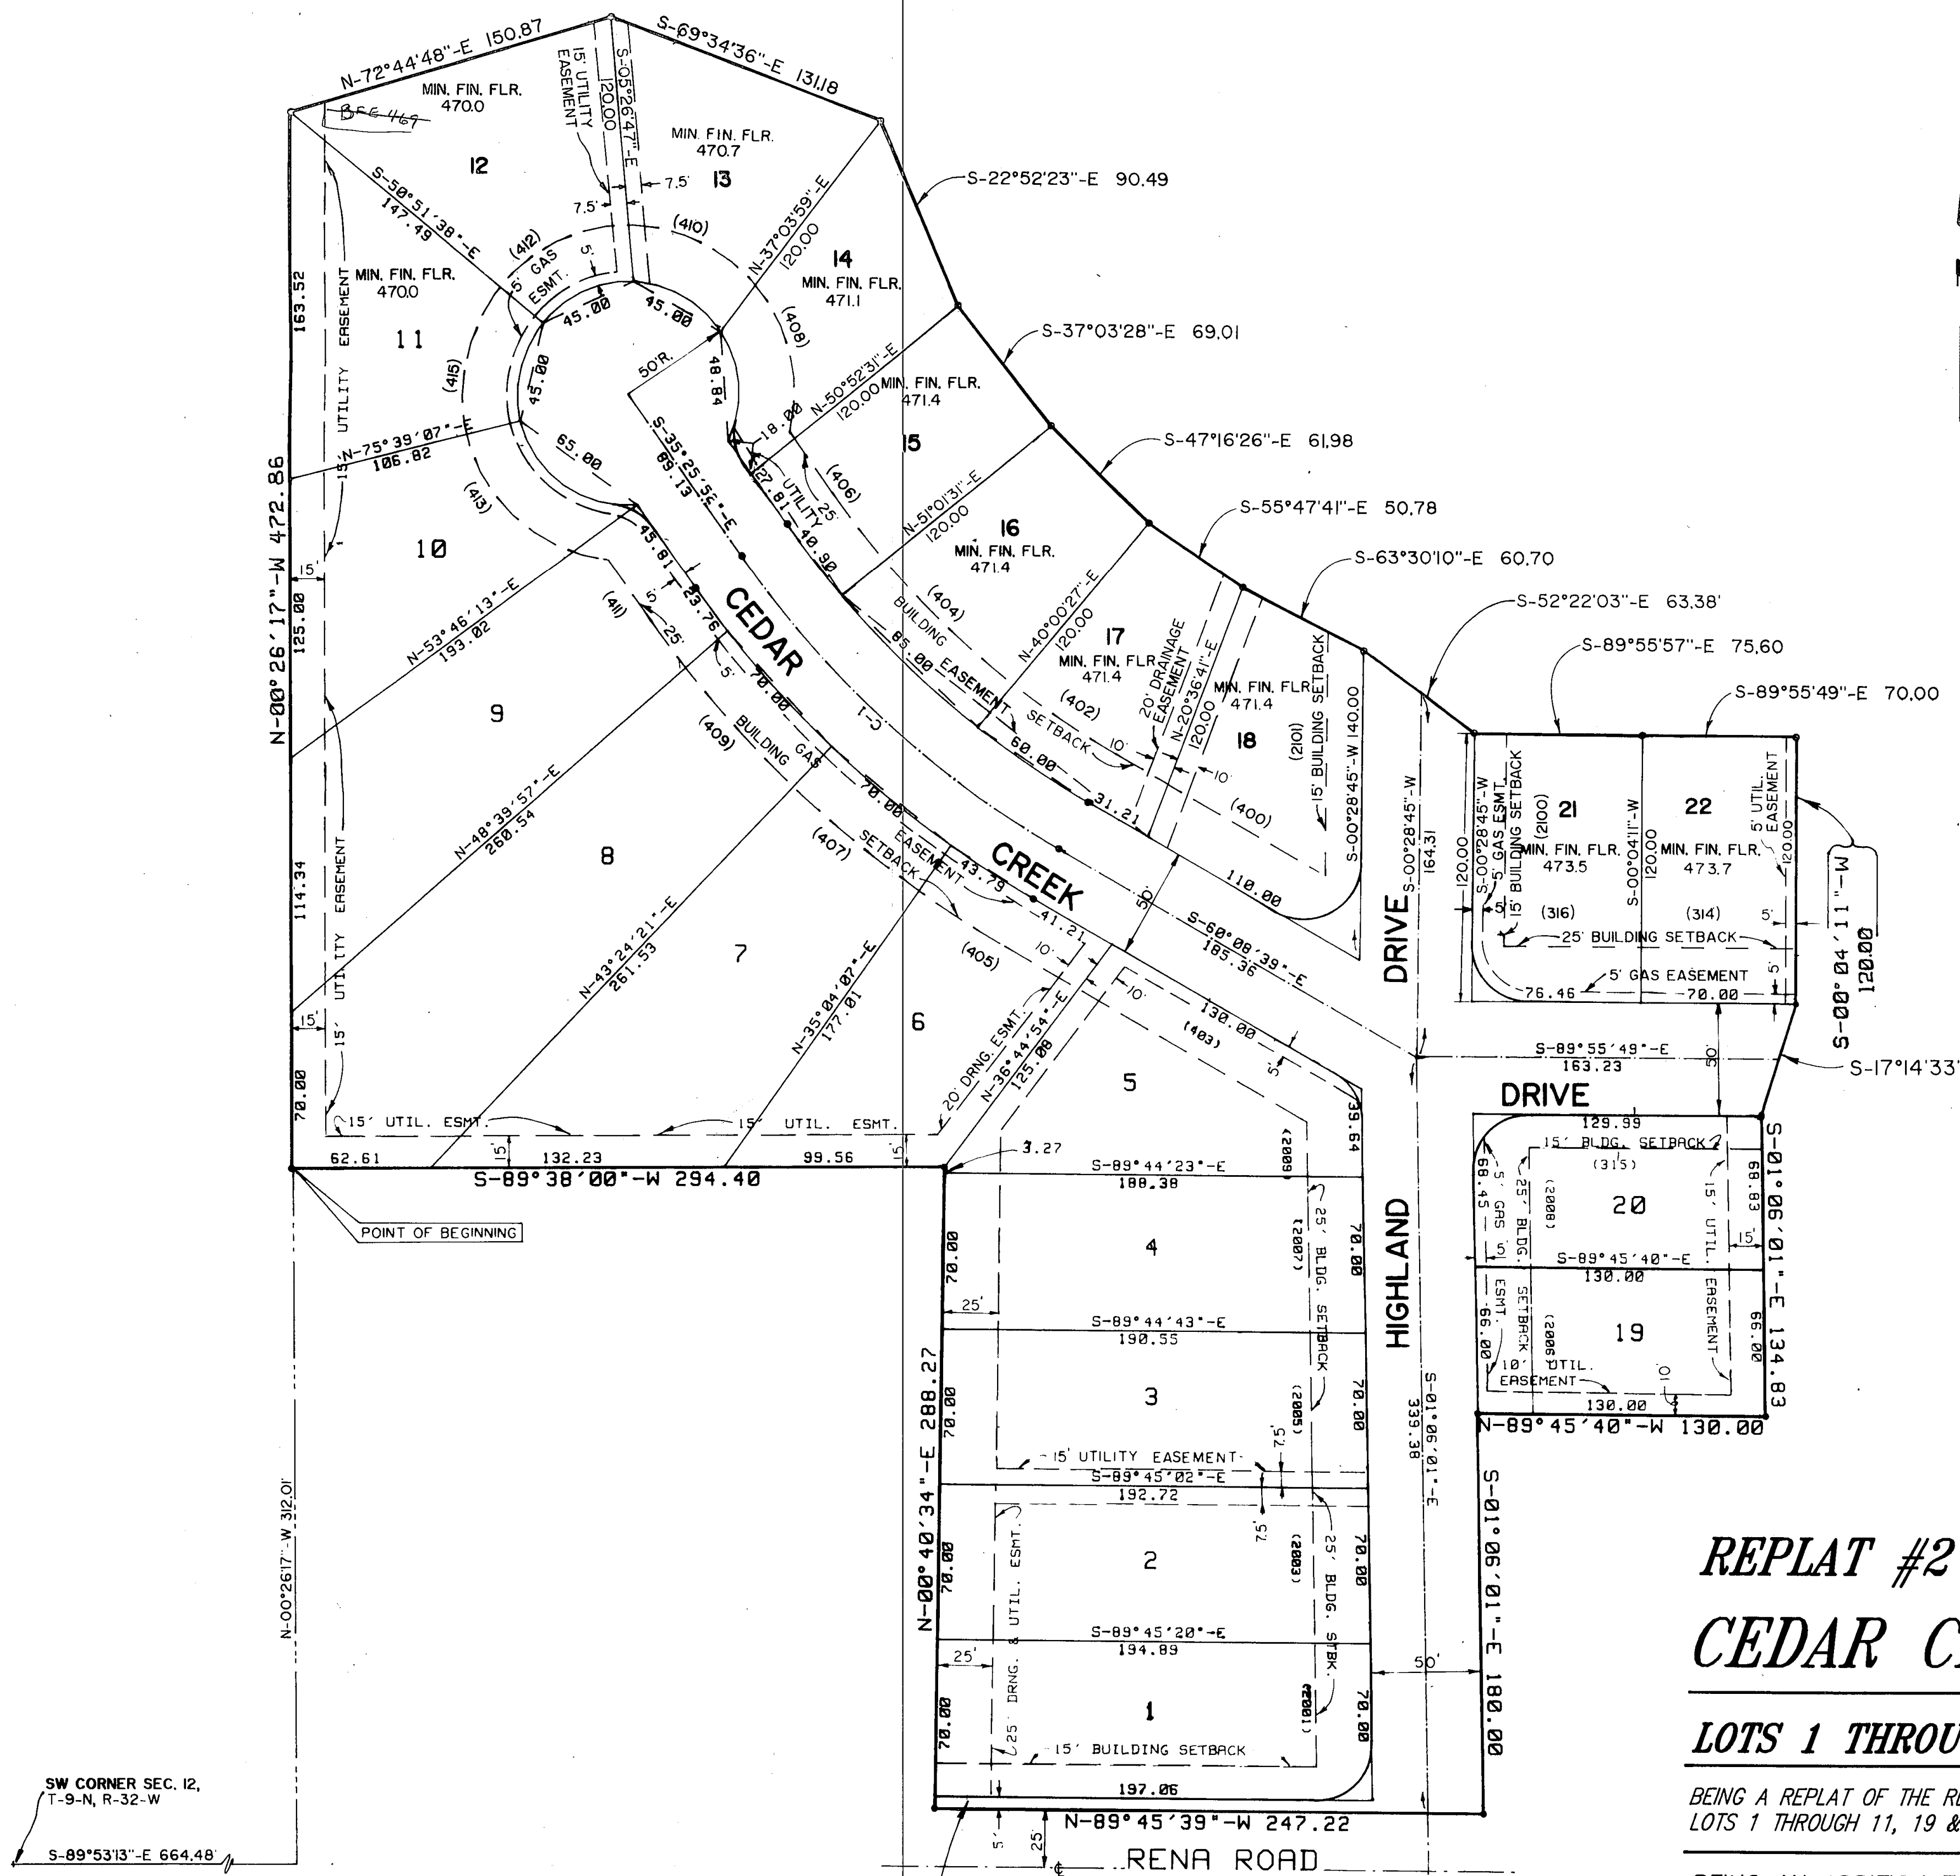 N-72°44'48"-E 150.87
S-69°34'36"-E 131.18
15' UTILITY
EASEMENT
S-05°26'47"-E
120.00
MIN. FIN. FLR.
470.0
BFE 469
12
MIN. FIN. FLR.
470.7
13
7.5'
7.5'
S-22°52'23"-E 90.49
S-50°51'38"-E
147.49
(412)
(410)
N-37°03'59"-E
120.00
14
MIN. FIN. FLR.
471.1
5'
5' GAS
ESMT.
MIN. FIN. FLR.
470.0
11
163.52
15' UTILITY EASEMENT
45.00
45.00
(408)
S-37°03'28"-E 69.01
(415)
45.00
50'R.
48.84
N-50°52'31"-E
120.00
MIN. FIN. FLR.
471.4
15
18.00
S-47°16'26"-E 61.98
N-75°39'07"-E
106.82
65.00
S-35°25'52"-E
89.13
27.81
UTILITY
25'
(406)
N-00°26'17"-W 472.86
(413)
10
45.81
40.90
N-51°01'31"-E
120.00
16
MIN. FIN. FLR.
471.4
S-55°47'41" E 50.78
S-63°30'10"-E 60.70
15'
125.00
N-53°46'13"-E
193.02
(411)
25'
5'
23.76
CEDAR
BUILDING
(404)
N-40°00'27"-E
120.00
S-52°22'03"-E 63.38'
17
MIN. FIN. FLR.
471.4
20' DRAINAGE
EASEMENT
N-20°36'41"-E
120.00
MIN. FIN. FLR.
471.4
18
(2101)
15' BUILDING SETBACK
S-00°28'45"-W 140.00
S-89°55'57"-E 75.60
S-89°55'49"-E 70.00
9
5'
70.00
C-1
85.00
EASEMENT
SETBACK
(402)
10'
10'
(409)
BUILDING
GAS
60.00
31.21
(400)
S-00°28'45"-W
164.31
120.00
S-00°28'45"-W
5' GAS ESMT.
15' BUILDING SETBACK
(2100)
21
MIN. FIN. FLR.
473.5
(316)
S-00°04'11"-W
120.00
22
MIN. FIN. FLR.
473.7
(314)
5' UTIL.
EASEMENT
120.00
S-00°04'11"-W
120.00
N-48°39'57"-E
260.54
8
(407)
70.00
SETBACK
EASEMENT
CREEK
43.79
41.21
50'
110.00
114.34
N-43°24'21"-E
261.53
7
(405)
10'
S-60°08'39"-E
185.36
DRIVE
5'
25' BUILDING SETBACK
5'
5' GAS EASEMENT
5'
76.46
70.00
15'
15' UTILITY EASEMENT
N-35°04'07"-E
177.01
6
20' DRNG. ESMT.
N-36°44'54"-E
125.08
10'
130.00
(403)
5'
S-89°55'49"-E
163.23
50'
S-17°14'33"
70.00
5
DRIVE
15' UTIL. ESMT.
15' UTIL. ESMT.
39.64
129.99
15' BLDG. SETBACK
(315)
62.61
132.23
15'
99.56
15'
3.27
S-89°38'00"-W 294.40
S-89°44'23"-E
188.38
(2009)
68.45
5' GAS ESMT.
25' BLDG. SETBACK
(2008)
20
15' UTIL. EASEMENT
68.83
S-01°06'01"-E 134.83
POINT OF BEGINNING
70.00
4
(2007)
25' BLDG. SETBACK
70.00
HIGHLAND
5'
15'
S-89°45'40"-E
130.00
25'
S-89°44'43"-E
190.55
66.00
(2006)
19
66.00
10' UTIL.
EASEMENT
10'
130.00
N-89°45'40"-W 130.00
N-00°40'34"-E 288.27
70.00
3
(2005)
70.00
S-01°06'01"-E
339.38
15' UTILITY EASEMENT
7.5'
S-89°45'02"-E
192.72
7.5'
N-00°26'17"-W 312.01'
70.00
25' DRNG. & UTIL. ESMT.
2
(2003)
25' BLDG. STBK.
70.00
S-01°06'01"-E 180.00
REPLAT #2
S-89°45'20"-E
194.89
CEDAR
25'
50'
70.00
1
(2001)
70.00
LOTS 1
15' BUILDING SETBACK
SW CORNER SEC. 12,
T-9-N, R-32-W
197.06
BEING A REPLAT OF THE
LOTS 1 THROUGH 11, 19 &
N-89°45'39"-W 247.22
5'
25'
S-89°53'13"-E 664.48'
RENA ROAD